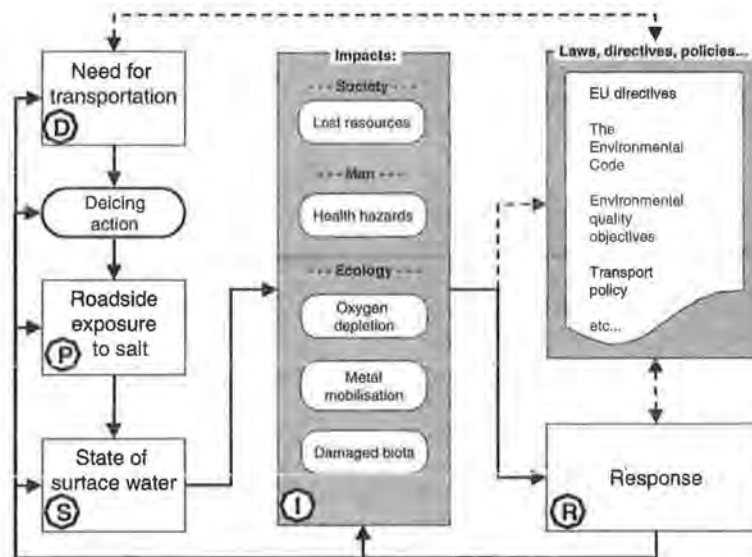 Need for
transportation
D
Deicing
action
Roadside
exposure
to salt
P
State of
surface water
S
Impacts:
Society
Lost resources
Man
Health hazards
Ecology
Oxygen
depletion
Metal
mobilisation
Damaged biota
I
Laws, directives, policies...
EU directives
The
Environmental
Code
Environmental
quality
objectives
Transport
policy
etc...
Response
R